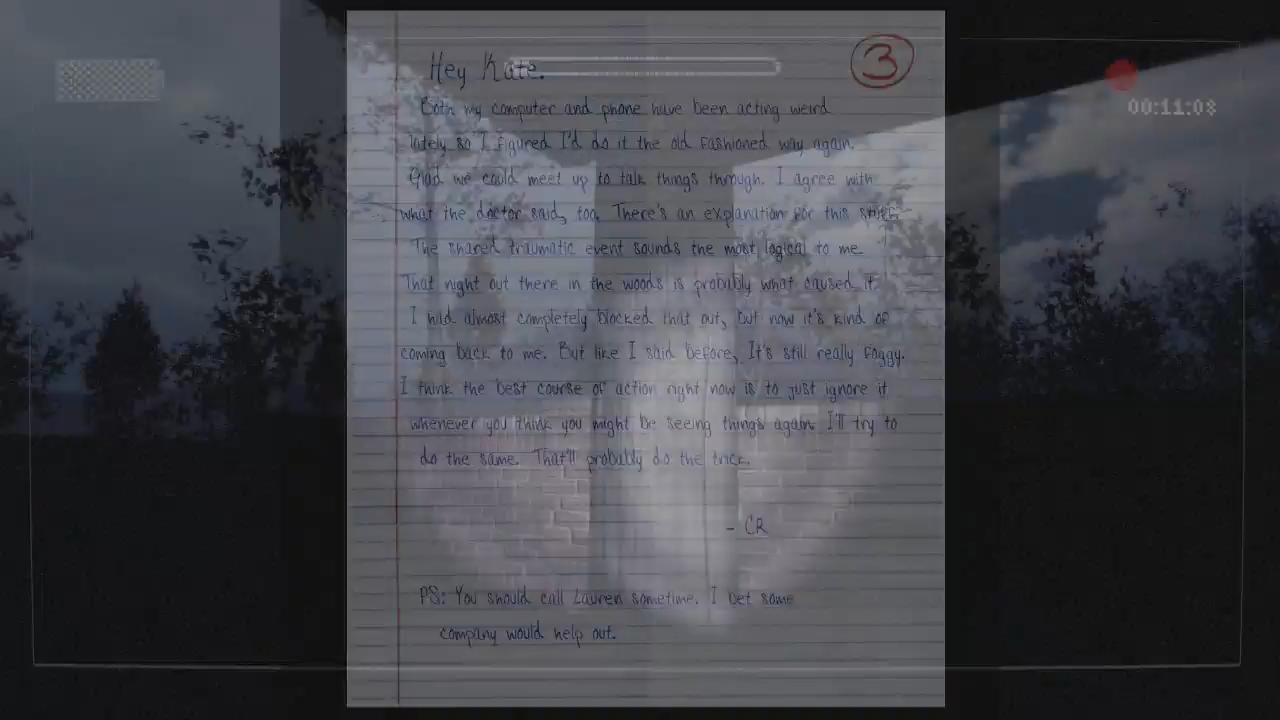 3
Hey Kate.
00:11:03
Both my computer and phone have been acting weird
lately so I figured I'd do it the old fashioned way again.
Glad we could meet up to talk things through. I agree with
what the doctor said, too. There's an explanation for this stuff.
The shared traumatic event sounds the most logical to me.
That night out there in the woods is probably what caused it.
I had almost completely blocked that out, but now it's kind of
coming back to me. But like I said before, It's still really foggy.
I think the best course of action right now is to just ignore it
whenever you think you might be seeing things again. I'll try to
do the same. That'll probably do the trick.
- CR
PS: You should call Lauren sometime. I bet some
company would help out.